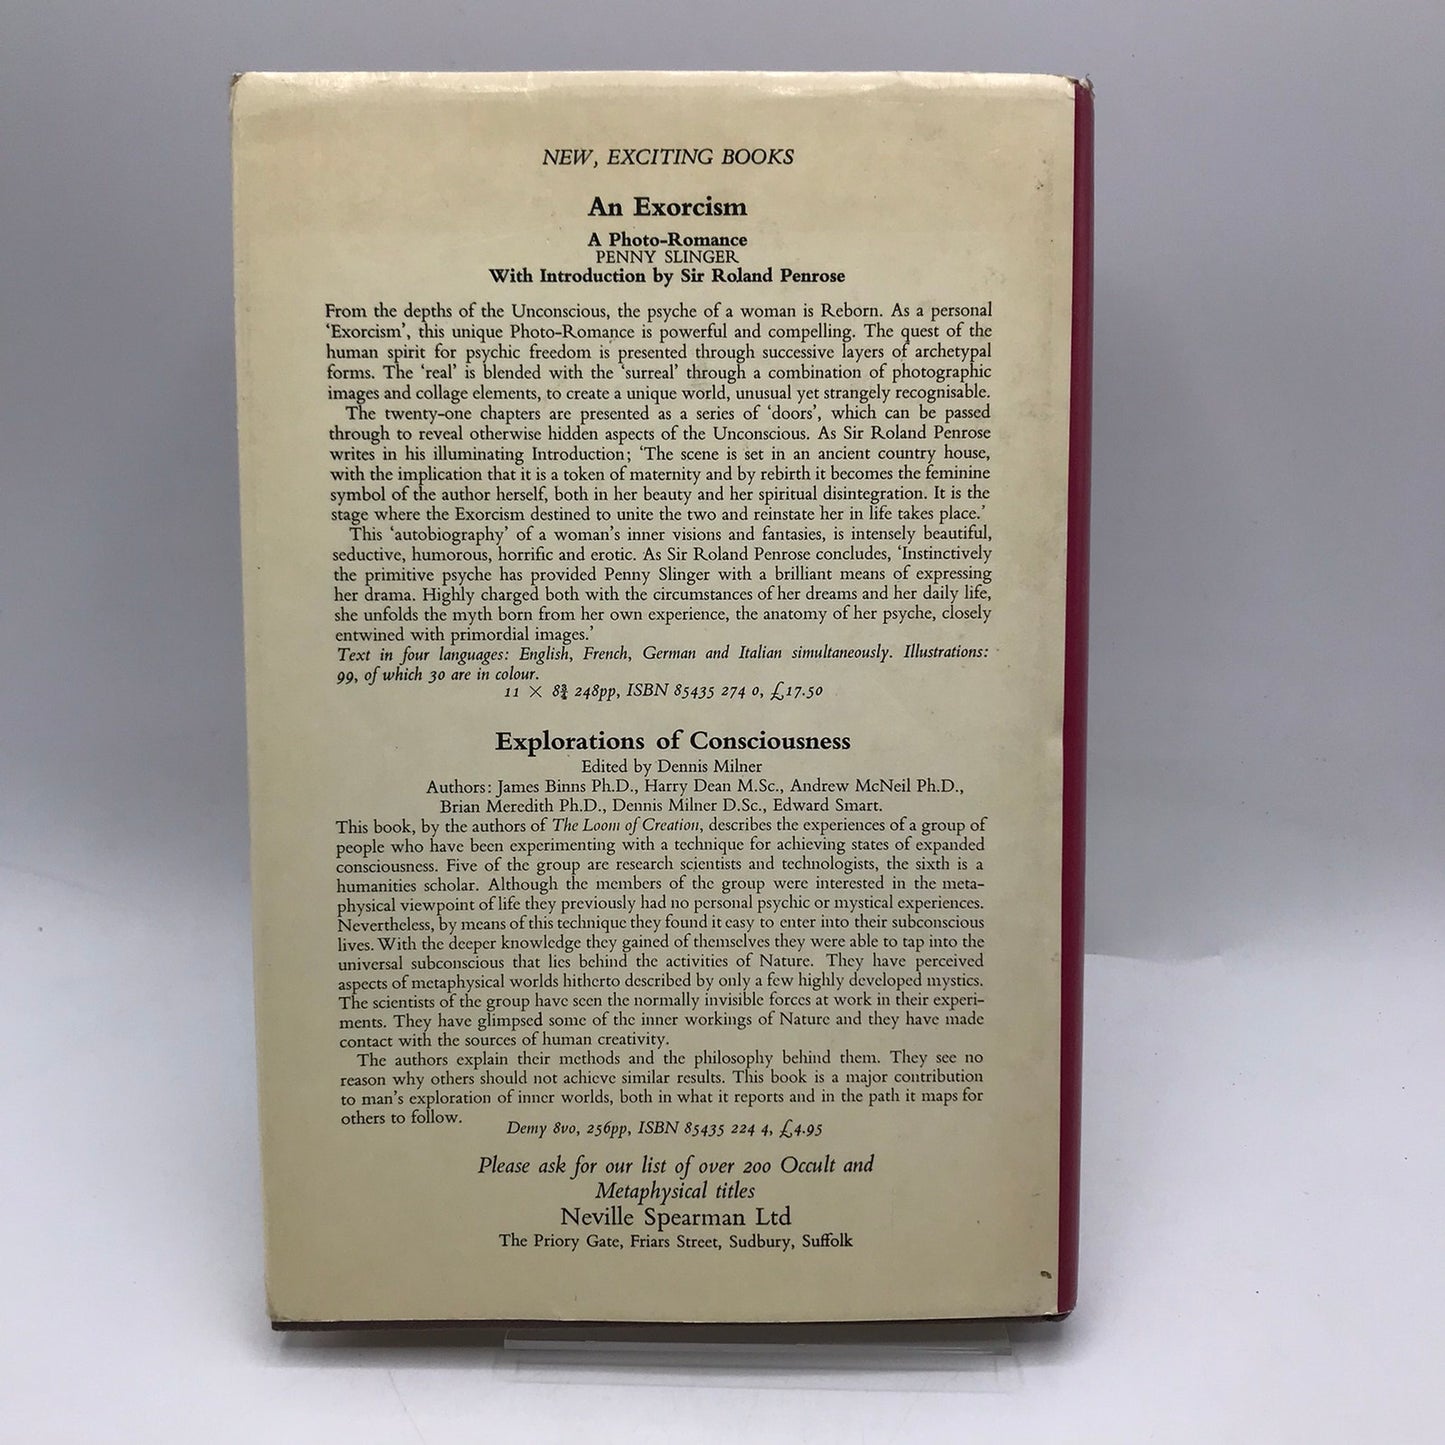 NEW, EXCITING BOOKS
An Exorcism
A Photo-Romance
PENNY SLINGER
With Introduction by Sir Roland Penrose
From the depths of the Unconscious, the psyche of a woman is Reborn. As a personal
‘Exorcism’, this unique Photo-Romance is powerful and compelling. The quest of the
human spirit for psychic freedom is presented through successive layers of archetypal
forms. The ‘real’ is blended with the ‘surreal’ through a combination of photographic
images and collage elements, to create a unique world, unusual yet strangely recognisable.
The twenty-one chapters are presented as a series of ‘doors’, which can be passed
through to reveal otherwise hidden aspects of the Unconscious. As Sir Roland Penrose
writes in his illuminating Introduction; ‘The scene is set in an ancient country house,
with the implication that it is a token of maternity and by rebirth it becomes the feminine
symbol of the author herself, both in her beauty and her spiritual disintegration. It is the
stage where the Exorcism destined to unite the two and reinstate her in life takes place.’
This ‘autobiography’ of a woman’s inner visions and fantasies, is intensely beautiful,
seductive, humorous, horrific and erotic. As Sir Roland Penrose concludes, ‘Instinctively
the primitive psyche has provided Penny Slinger with a brilliant means of expressing
her drama. Highly charged both with the circumstances of her dreams and her daily life,
she unfolds the myth born from her own experience, the anatomy of her psyche, closely
entwined with primordial images.’
Text in four languages: English, French, German and Italian simultaneously. Illustrations:
99, of which 30 are in colour.
11 × 8¾ 248pp, ISBN 85435 274 0, £17.50
Explorations of Consciousness
Edited by Dennis Milner
Authors: James Binns Ph.D., Harry Dean M.Sc., Andrew McNeil Ph.D.,
Brian Meredith Ph.D., Dennis Milner D.Sc., Edward Smart.
This book, by the authors of The Loom of Creation, describes the experiences of a group of
people who have been experimenting with a technique for achieving states of expanded
consciousness. Five of the group are research scientists and technologists, the sixth is a
humanities scholar. Although the members of the group were interested in the meta-
physical viewpoint of life they previously had no personal psychic or mystical experiences.
Nevertheless, by means of this technique they found it easy to enter into their subconscious
lives. With the deeper knowledge they gained of themselves they were able to tap into the
universal subconscious that lies behind the activities of Nature. They have perceived
aspects of metaphysical worlds hitherto described by only a few highly developed mystics.
The scientists of the group have seen the normally invisible forces at work in their experi-
ments. They have glimpsed some of the inner workings of Nature and they have made
contact with the sources of human creativity.
The authors explain their methods and the philosophy behind them. They see no
reason why others should not achieve similar results. This book is a major contribution
to man’s exploration of inner worlds, both in what it reports and in the path it maps for
others to follow.
Demy 8vo, 256pp, ISBN 85435 224 4, £4.95
Please ask for our list of over 200 Occult and
Metaphysical titles
Neville Spearman Ltd
The Priory Gate, Friars Street, Sudbury, Suffolk